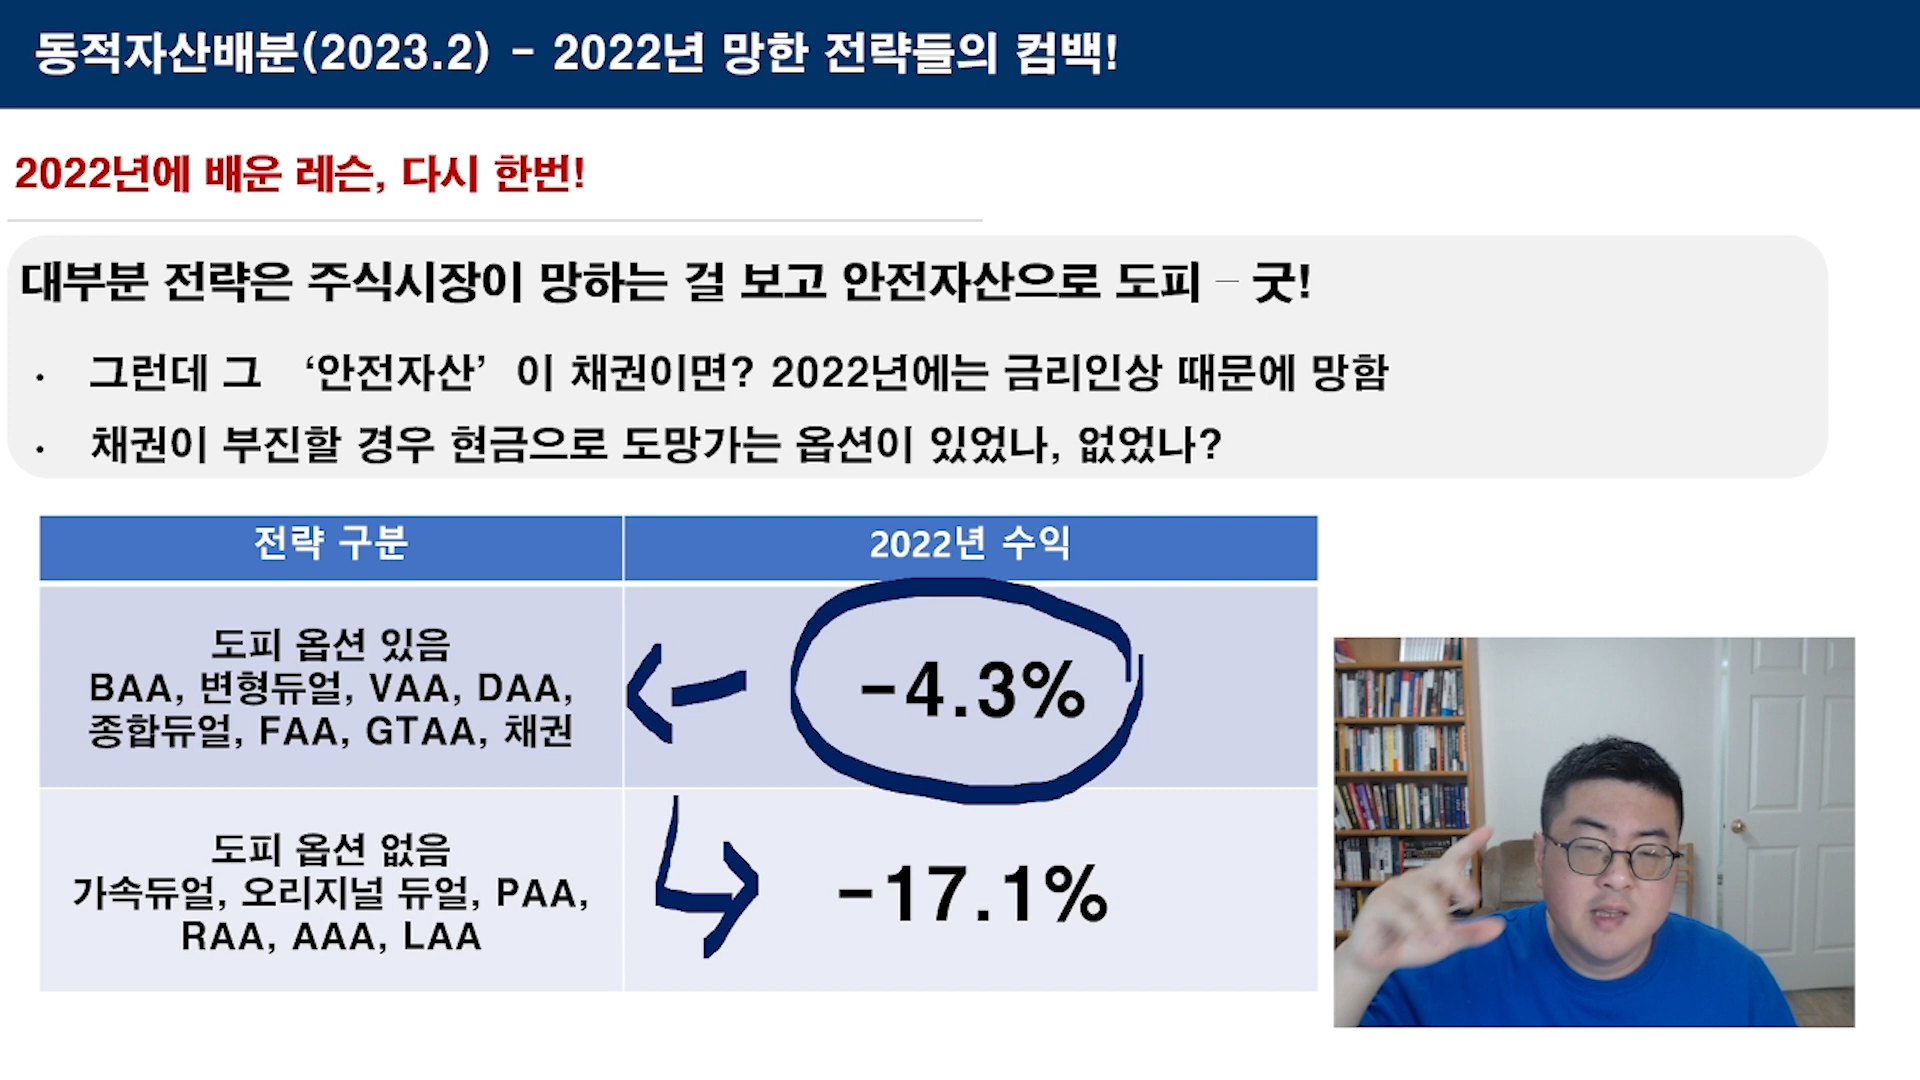 동적자산배분(2023.2) - 2022년 망한 전략들의 컴백!
2022년에 배운 레슨, 다시 한번!
대부분 전략은 주식시장이 망하는 걸 보고 안전자산으로 도피 – 굿!
· 그런데 그 ‘안전자산’ 이 채권이면? 2022년에는 금리인상 때문에 망함
· 채권이 부진할 경우 현금으로 도망가는 옵션이 있었나, 없었나?
전략 구분 2022년 수익
도피 옵션 있음
BAA, 변형듀얼, VAA, DAA,
종합듀얼, FAA, GTAA, 채권
-4.3%
도피 옵션 없음
가속듀얼, 오리지널 듀얼, PAA,
RAA, AAA, LAA
-17.1%